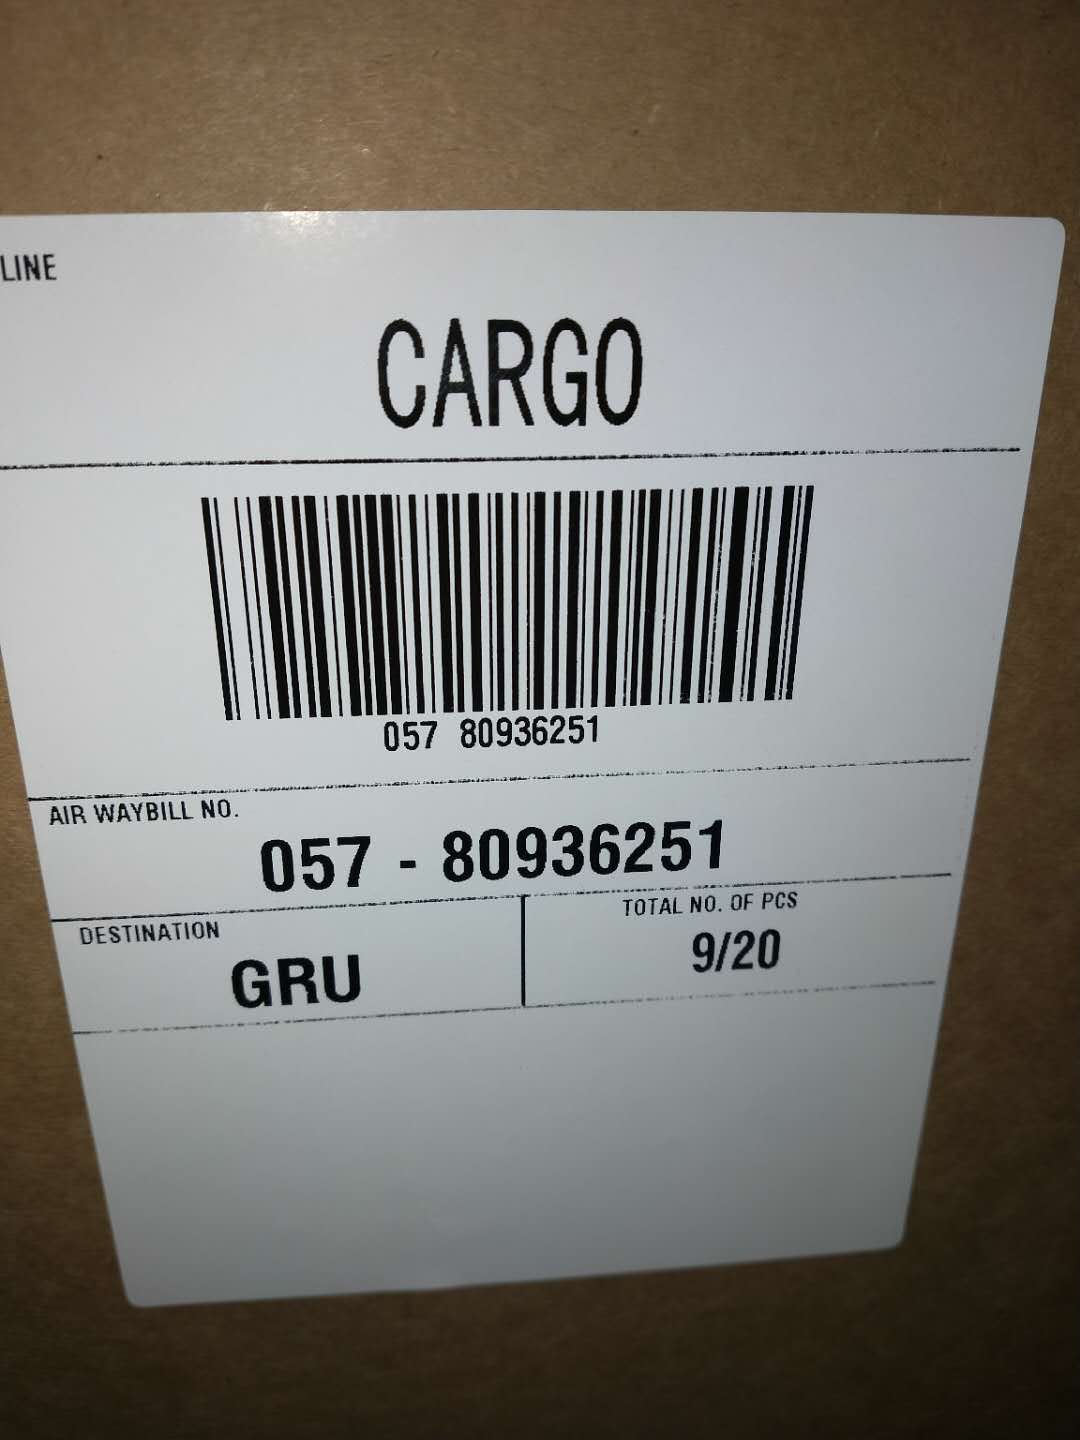 LINE
CARGO
057 80936251
AIR WAYBILL NO.
057 - 80936251
DESTINATION
GRU
TOTAL NO. OF PCS
9/20